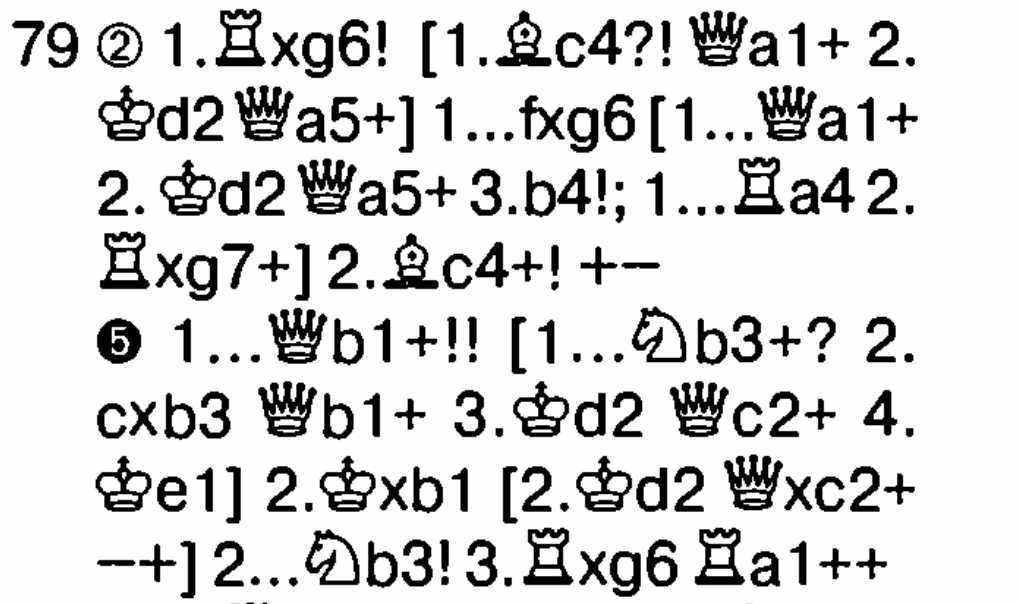 79 ② 1.♖xg6! [1.♗c4?! ♕a1+ 2.
♔d2 ♕a5+] 1...fxg6 [1...♕a1+
2. ♔d2 ♕a5+ 3.b4!; 1...♖a4 2.
♖xg7+] 2.♗c4+! +−
❺ 1...♕b1+!! [1...♘b3+? 2.
cxb3 ♕b1+ 3.♔d2 ♕c2+ 4.
♔e1] 2.♔xb1 [2.♔d2 ♕xc2+
−+] 2...♘b3! 3.♖xg6 ♖a1++